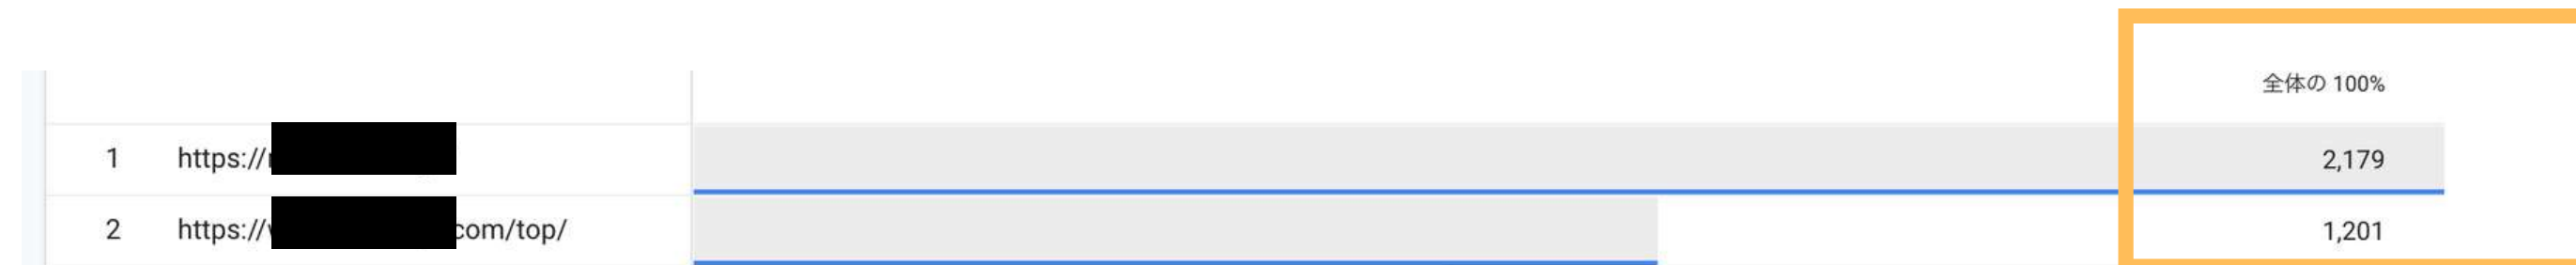 全体の 100%
1 https:// 2,179
2 https:// com/top/ 1,201